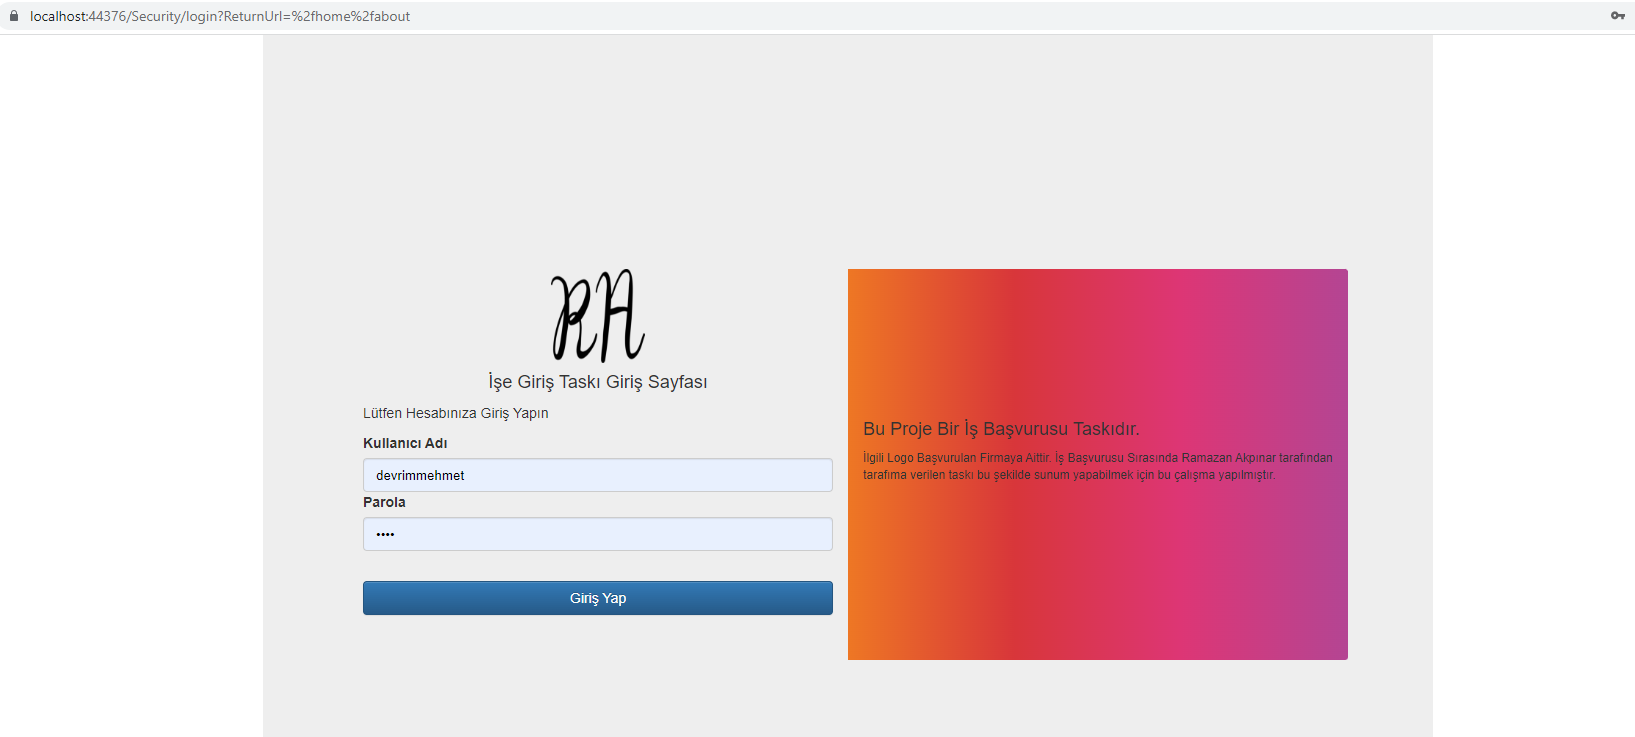 localhost:44376/Security/login?ReturnUrl=%2fhome%2fabout
RA
İşe Giriş Taskı Giriş Sayfası
Lütfen Hesabınıza Giriş Yapın
Kullanıcı Adı
devrimmehmet
Parola
••••
Giriş Yap
Bu Proje Bir İş Başvurusu Taskıdır.
İlgili Logo Başvurulan Firmaya Aittir. İş Başvurusu Sırasında Ramazan Akpınar tarafından
tarafıma verilen taskı bu şekilde sunum yapabilmek için bu çalışma yapılmıştır.